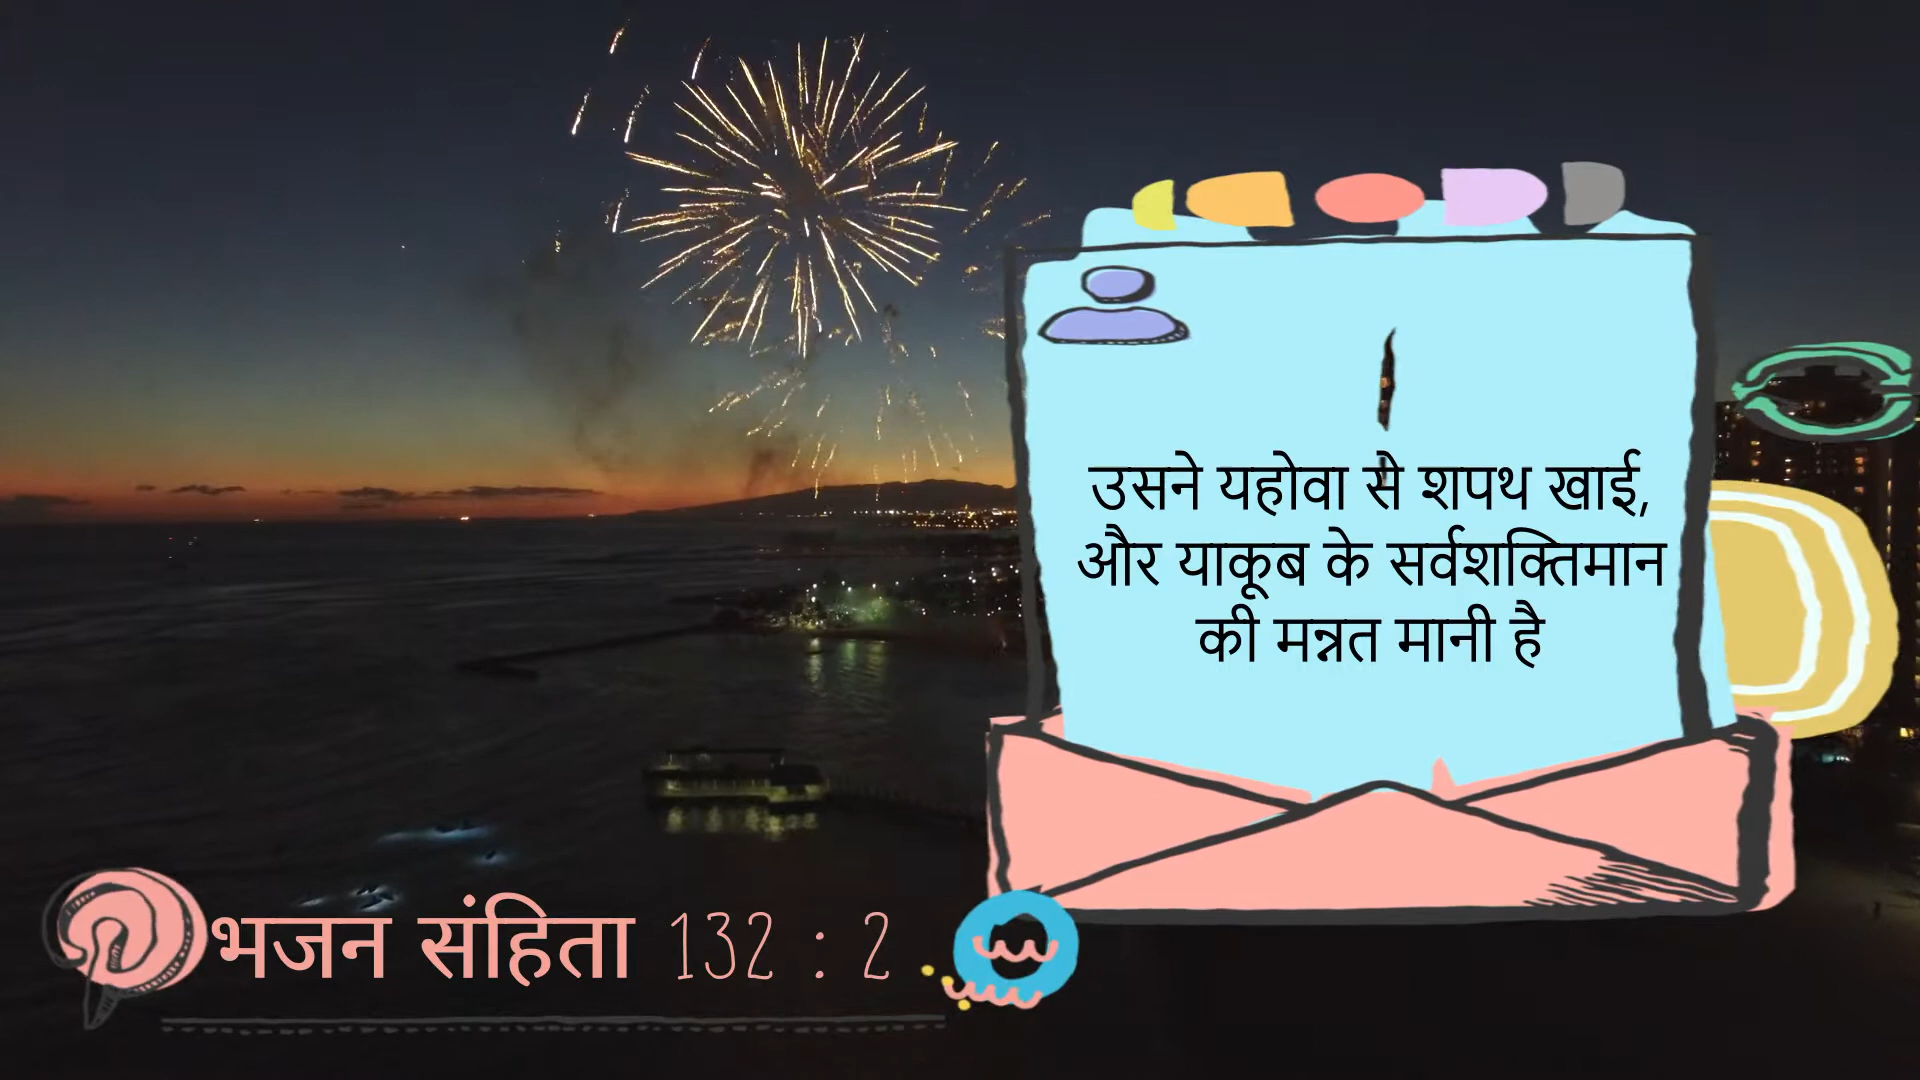 उसने यहोवा से शपथ खाई,
और याकूब के सर्वशक्तिमान
की मन्नत मानी है
भजन संहिता 132 : 2